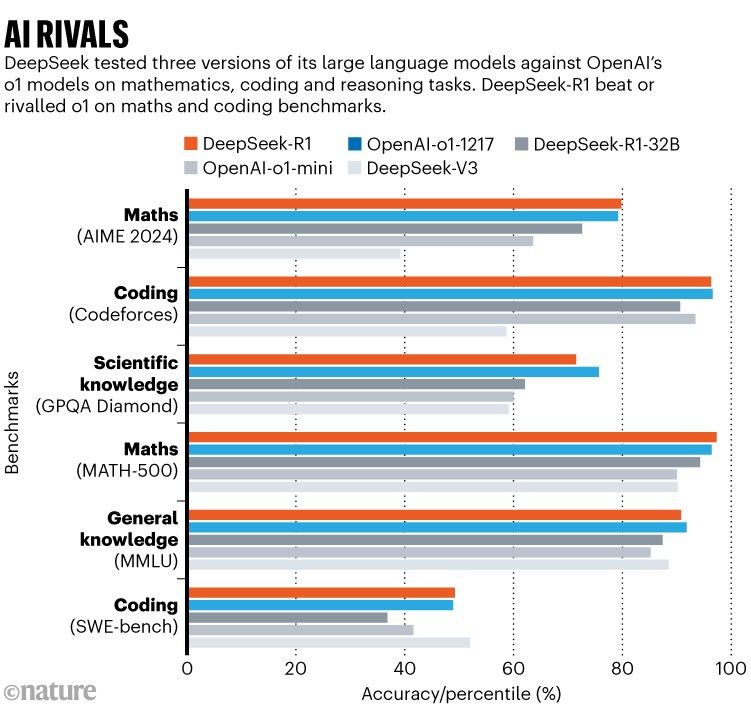 AI RIVALS
DeepSeek tested three versions of its large language models against OpenAI’s
o1 models on mathematics, coding and reasoning tasks. DeepSeek-R1 beat or
rivalled o1 on maths and coding benchmarks.
DeepSeek-R1 OpenAI-o1-1217 DeepSeek-R1-32B
OpenAI-o1-mini DeepSeek-V3
Benchmarks
Maths
(AIME 2024)
Coding
(Codeforces)
Scientific
knowledge
(GPQA Diamond)
Maths
(MATH-500)
General
knowledge
(MMLU)
Coding
(SWE-bench)
0 20 40 60 80 100
Accuracy/percentile (%)
©nature